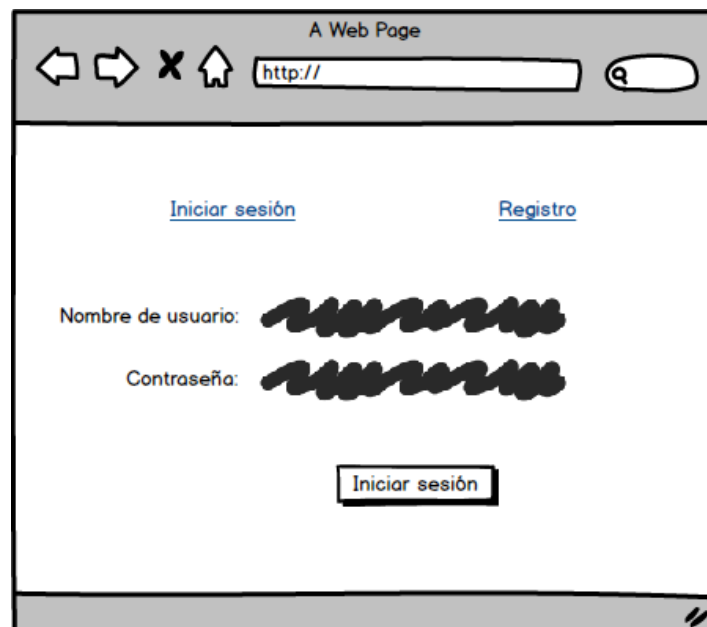 A Web Page
http://
Iniciar sesión Registro
Nombre de usuario:
Contraseña:
Iniciar sesión